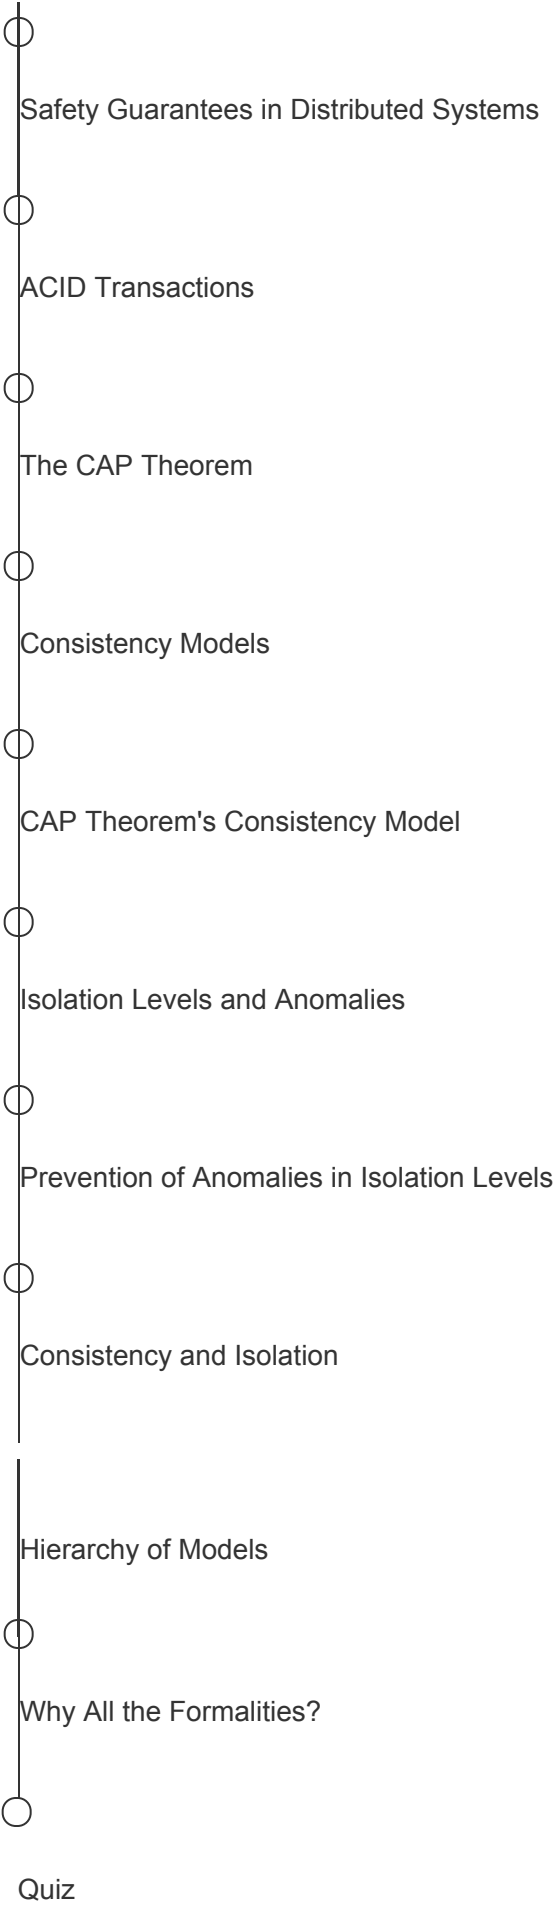 Safety Guarantees in Distributed Systems
ACID Transactions
The CAP Theorem
Consistency Models
CAP Theorem's Consistency Model
Isolation Levels and Anomalies
Prevention of Anomalies in Isolation Levels
Consistency and Isolation
Hierarchy of Models
Why All the Formalities?
Quiz